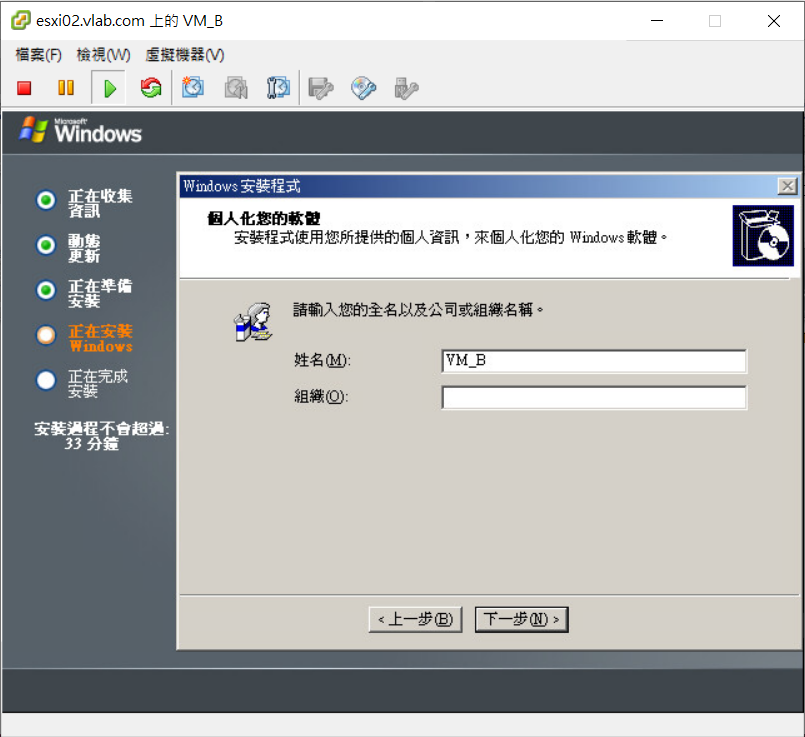 esxi02.vlab.com 上的 VM_B
檔案(F) 檢視(W) 虛擬機器(V)
Microsoft
Windows
正在收集
資訊
動態
更新
正在準備
安裝
正在安裝
Windows
正在完成
安裝
安裝過程不會超過:
33 分鐘
Windows 安裝程式
個人化您的軟體
安裝程式使用您所提供的個人資訊，來個人化您的 Windows 軟體。
請輸入您的全名以及公司或組織名稱。
姓名(M): VM_B
組織(O):
< 上一步(B) 下一步(N) >